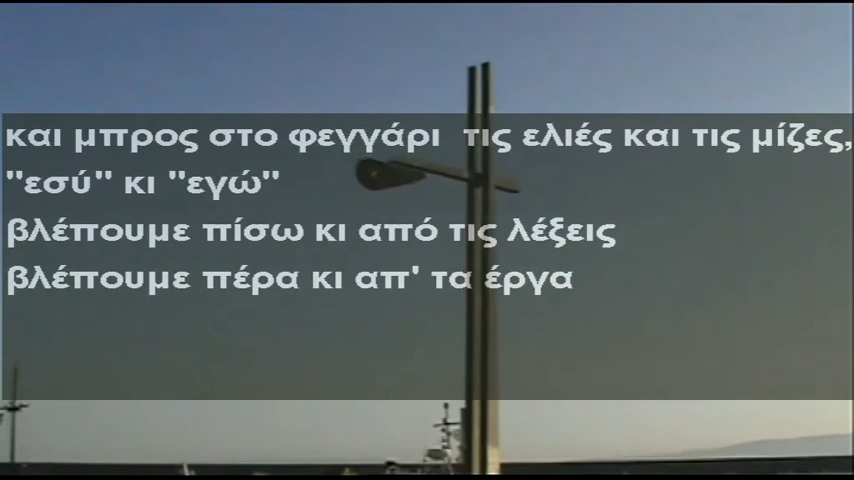 και μπρος στο φεγγάρι  τις ελιές και τις μίζες,
"εσύ" κι "εγώ"
βλέπουμε πίσω κι από τις λέξεις
βλέπουμε πέρα κι απ' τα έργα